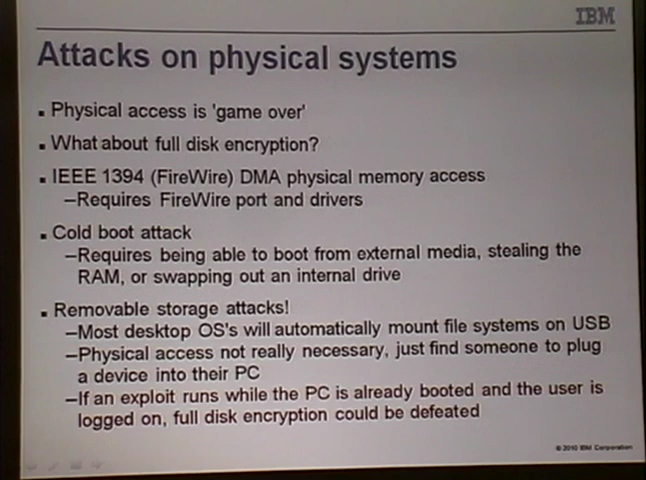 IBM
Attacks on physical systems
▪ Physical access is 'game over'
▪ What about full disk encryption?
▪ IEEE 1394 (FireWire) DMA physical memory access
–Requires FireWire port and drivers
▪ Cold boot attack
–Requires being able to boot from external media, stealing the
RAM, or swapping out an internal drive
▪ Removable storage attacks!
–Most desktop OS's will automatically mount file systems on USB
–Physical access not really necessary, just find someone to plug
a device into their PC
–If an exploit runs while the PC is already booted and the user is
logged on, full disk encryption could be defeated
© 2010 IBM Corporation